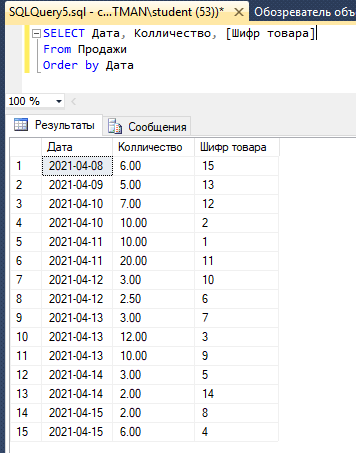 SQLQuery5.sql - c...TMAN\student (53))* Обозреватель объ
SELECT Дата, Колличество, [Шифр товара]
From Продажи
Order by Дата
100 %
Результаты Сообщения
Дата Колличество Шифр товара
1 2021-04-08 6.00 15
2 2021-04-09 5.00 13
3 2021-04-10 7.00 12
4 2021-04-10 10.00 2
5 2021-04-11 10.00 1
6 2021-04-11 20.00 11
7 2021-04-12 3.00 10
8 2021-04-12 2.50 6
9 2021-04-13 3.00 7
10 2021-04-13 12.00 3
11 2021-04-13 10.00 9
12 2021-04-14 3.00 5
13 2021-04-14 2.00 14
14 2021-04-15 2.00 8
15 2021-04-15 6.00 4